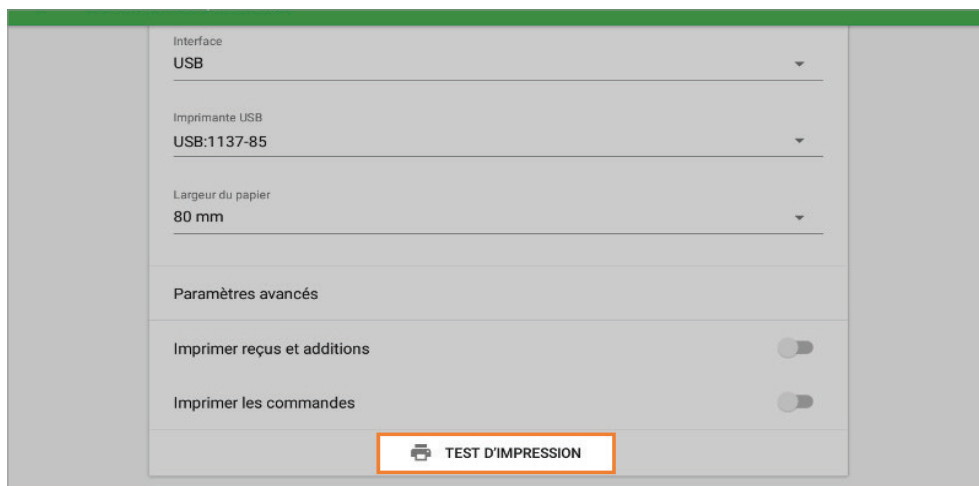 Interface
USB
Imprimante USB
USB:1137-85
Largeur du papier
80 mm
Paramètres avancés
Imprimer reçus et additions
Imprimer les commandes
TEST D'IMPRESSION